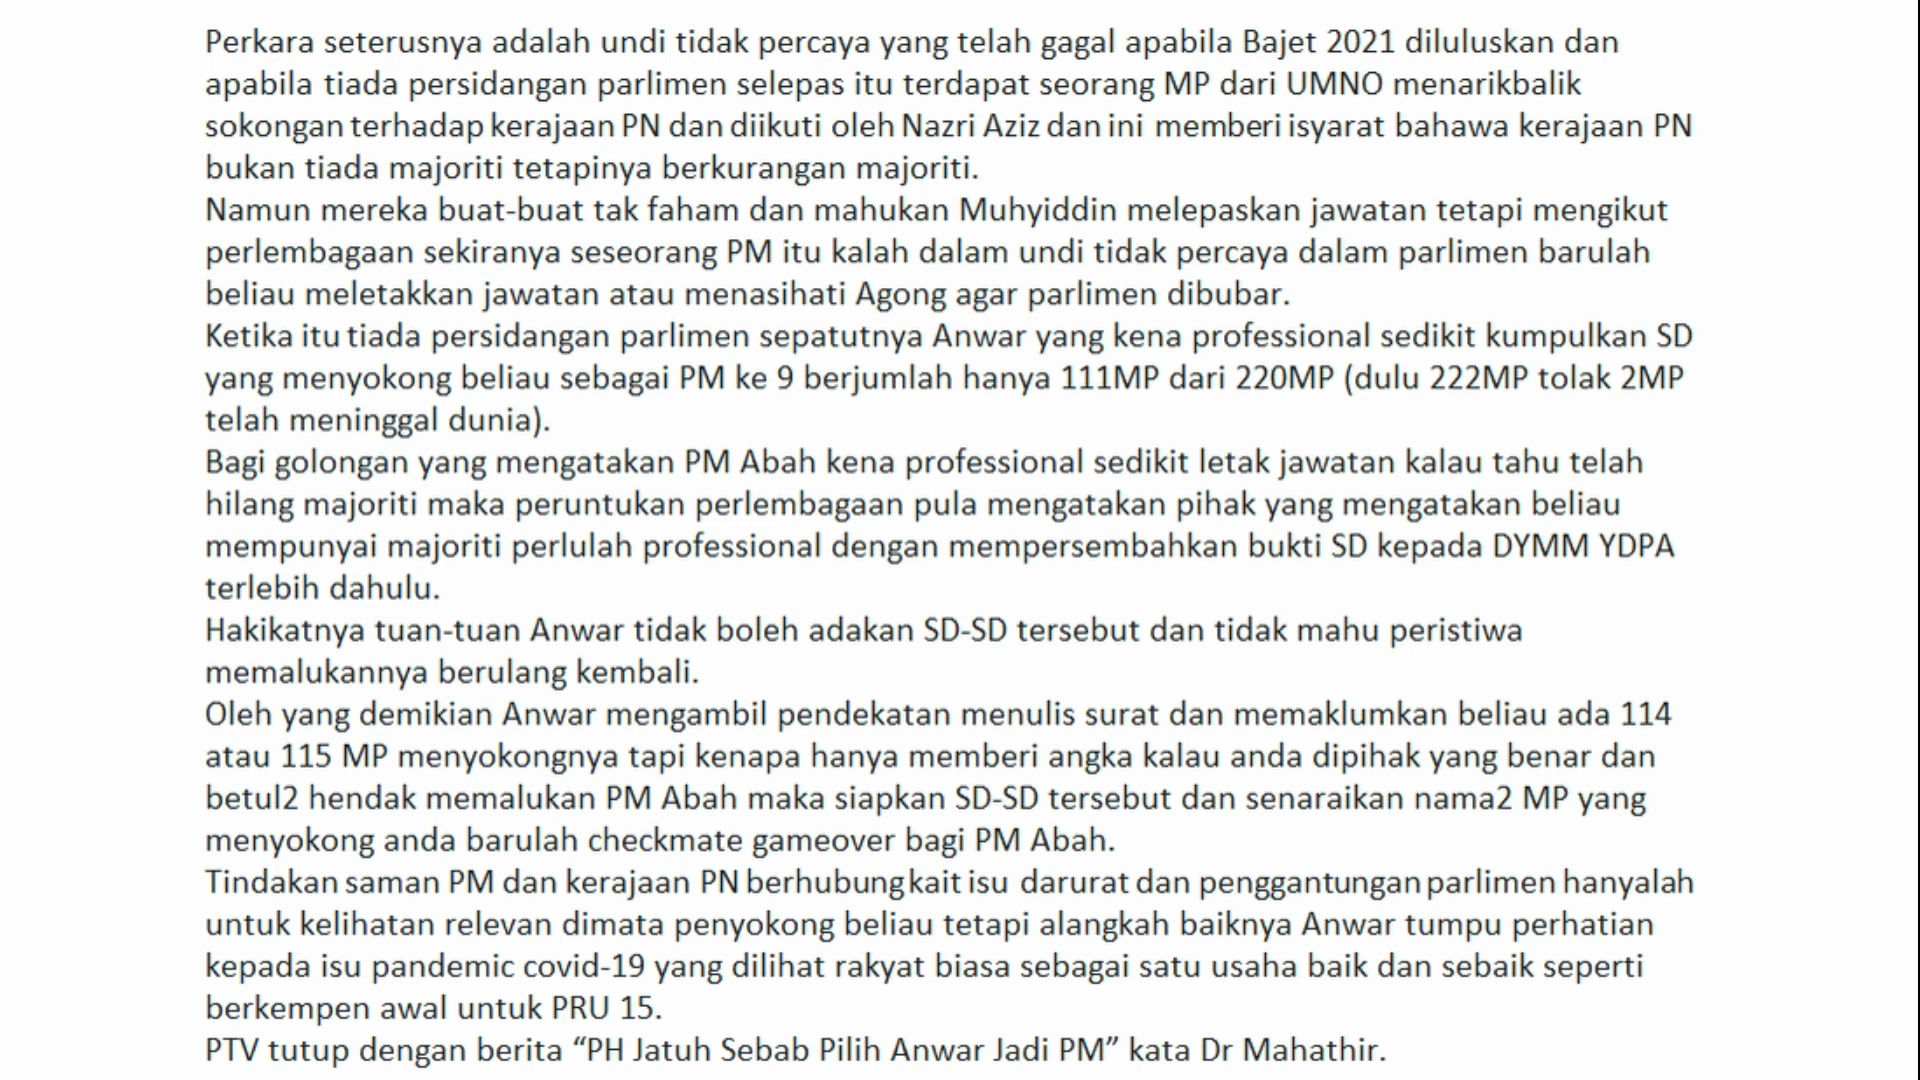 Perkara seterusnya adalah undi tidak percaya yang telah gagal apabila Bajet 2021 diluluskan dan
apabila tiada persidangan parlimen selepas itu terdapat seorang MP dari UMNO menarikbalik
sokongan terhadap kerajaan PN dan diikuti oleh Nazri Aziz dan ini memberi isyarat bahawa kerajaan PN
bukan tiada majoriti tetapinya berkurangan majoriti.
Namun mereka buat-buat tak faham dan mahukan Muhyiddin melepaskan jawatan tetapi mengikut
perlembagaan sekiranya seseorang PM itu kalah dalam undi tidak percaya dalam parlimen barulah
beliau meletakkan jawatan atau menasihati Agong agar parlimen dibubar.
Ketika itu tiada persidangan parlimen sepatutnya Anwar yang kena professional sedikit kumpulkan SD
yang menyokong beliau sebagai PM ke 9 berjumlah hanya 111MP dari 220MP (dulu 222MP tolak 2MP
telah meninggal dunia).
Bagi golongan yang mengatakan PM Abah kena professional sedikit letak jawatan kalau tahu telah
hilang majoriti maka peruntukan perlembagaan pula mengatakan pihak yang mengatakan beliau
mempunyai majoriti perlulah professional dengan mempersembahkan bukti SD kepada DYMM YDPA
terlebih dahulu.
Hakikatnya tuan-tuan Anwar tidak boleh adakan SD-SD tersebut dan tidak mahu peristiwa
memalukannya berulang kembali.
Oleh yang demikian Anwar mengambil pendekatan menulis surat dan memaklumkan beliau ada 114
atau 115 MP menyokongnya tapi kenapa hanya memberi angka kalau anda dipihak yang benar dan
betul2 hendak memalukan PM Abah maka siapkan SD-SD tersebut dan senaraikan nama2 MP yang
menyokong anda barulah checkmate gameover bagi PM Abah.
Tindakan saman PM dan kerajaan PN berhubungkait isu darurat dan penggantungan parlimen hanyalah
untuk kelihatan relevan dimata penyokong beliau tetapi alangkah baiknya Anwar tumpu perhatian
kepada isu pandemic covid-19 yang dilihat rakyat biasa sebagai satu usaha baik dan sebaik seperti
berkempen awal untuk PRU 15.
PTV tutup dengan berita “PH Jatuh Sebab Pilih Anwar Jadi PM” kata Dr Mahathir.